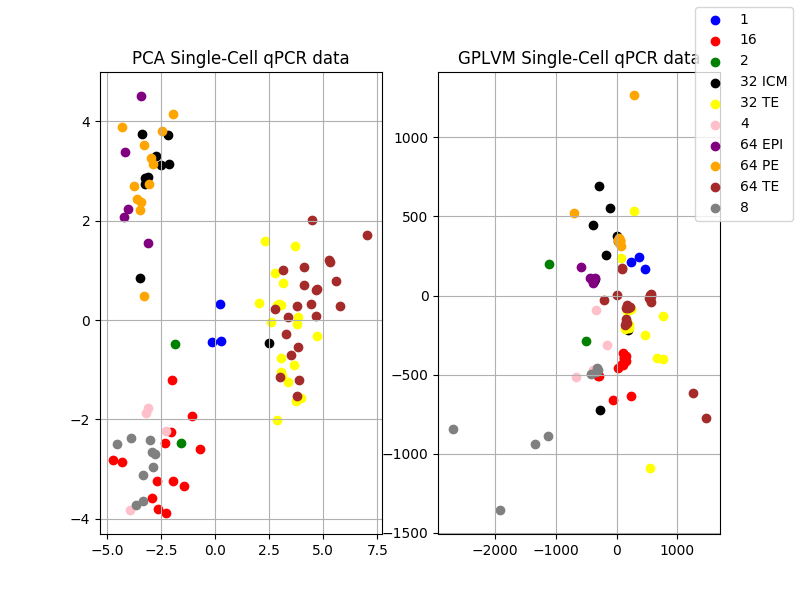 PCA Single-Cell qPCR data
4
2
0
−2
−4
−5.0 −2.5 0.0 2.5 5.0 7.5
GPLVM Single-Cell qPCR data
1000
500
0
−500
−1000
−1500
−2000 −1000 0 1000
1
16
2
32 ICM
32 TE
4
64 EPI
64 PE
64 TE
8